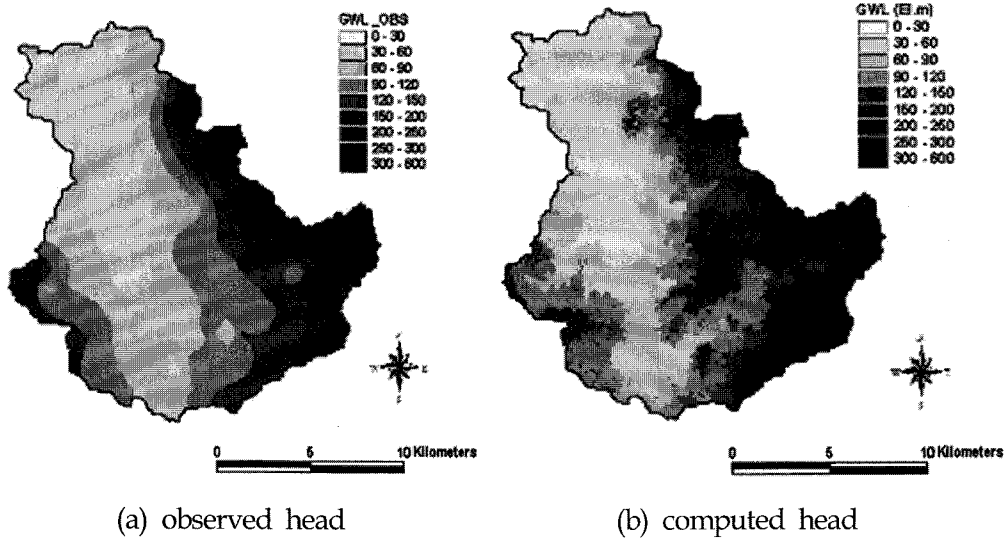 GWL_OBS
0 - 30
30 - 60
60 - 90
90 - 120
120 - 150
150 - 200
200 - 250
250 - 300
300 - 600
GWL (El.m)
0 - 30
30 - 60
60 - 90
90 - 120
120 - 150
150 - 200
200 - 250
250 - 300
300 - 600
0 5 10 Kilometers
0 5 10 Kilometers
(a) observed head
(b) computed head